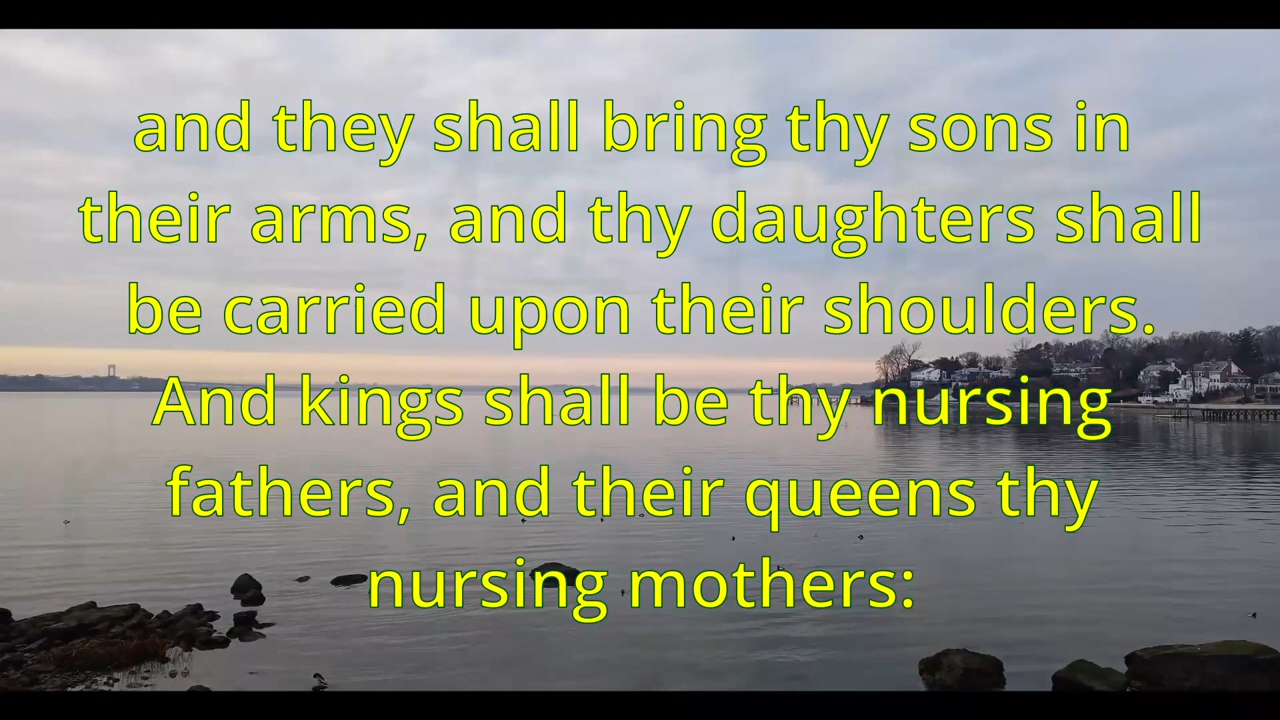 and they shall bring thy sons in
their arms, and thy daughters shall
be carried upon their shoulders.
And kings shall be thy nursing
fathers, and their queens thy
nursing mothers: